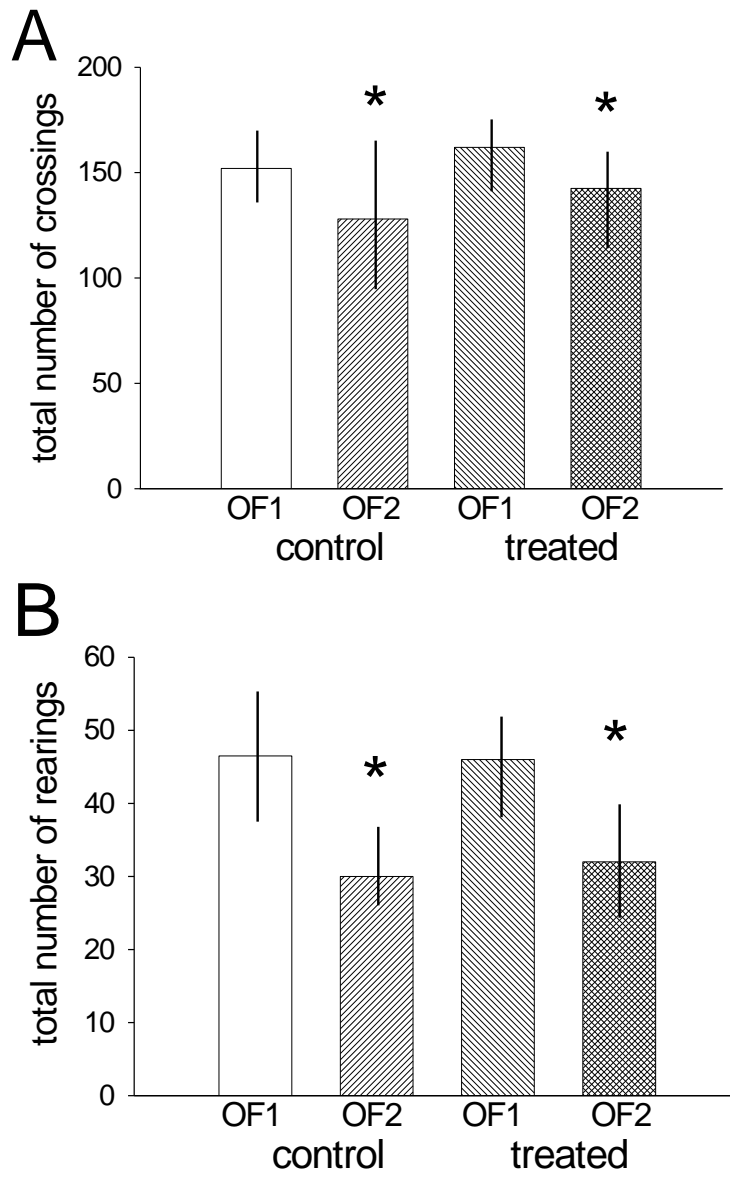 A
total number of crossings
200
150
100
50
0
*
*
OF1 OF2 OF1 OF2
control treated
B
total number of rearings
60
50
40
30
20
10
0
*
*
OF1 OF2 OF1 OF2
control treated